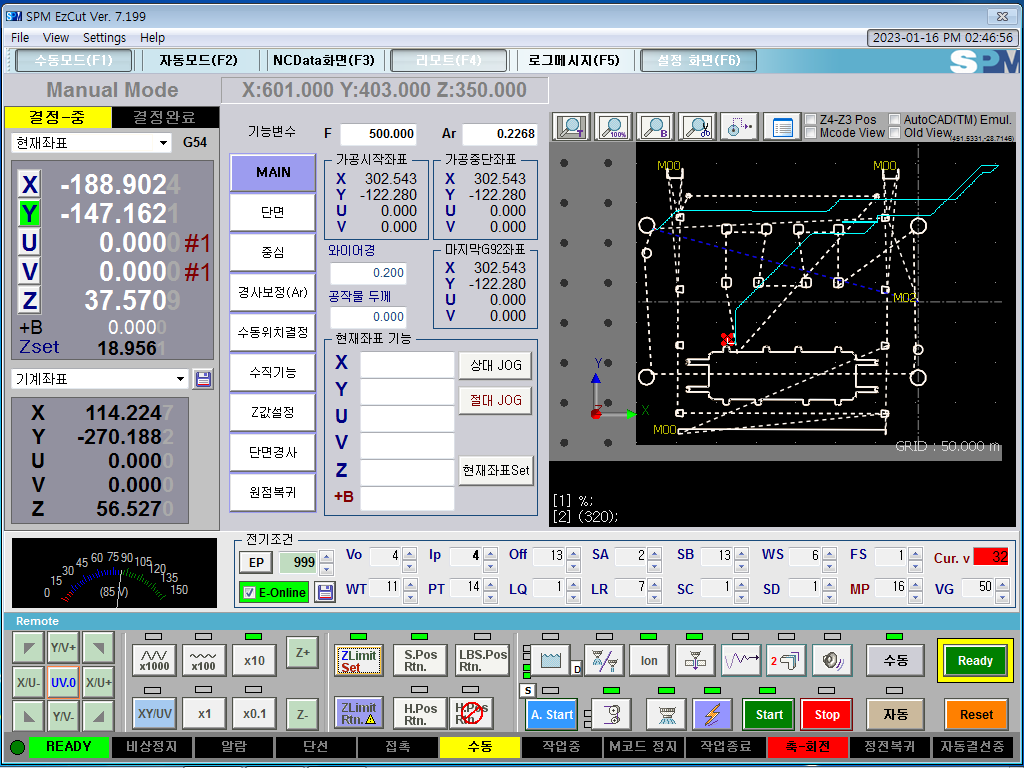 SPM EzCut Ver. 7.199
File View Settings Help
2023-01-16 PM 02:46:56
수동모드(F1) 자동모드(F2) NCData화면(F3) 리모트(F4) 로그메시지(F5) 설정 화면(F6) SPM
Manual Mode X:601.000 Y:403.000 Z:350.000
결정-중 결정완료
현재좌표 G54
X -188.9024
Y -147.1621
U 0.0000 #1
V 0.0000 #1
Z 37.5709
+B 0.0000
Zset 18.9561
기계좌표
X 114.2247
Y -270.1882
U 0.0000
V 0.0000
Z 56.5270
기능변수 F 500.000 Ar 0.2268
MAIN
단면
중심
경사보정(Ar)
수동위치결정
수직기능
Z값설정
단면경사
원점복귀
가공시작좌표
X 302.543
Y -122.280
U 0.000
V 0.000
가공중단좌표
X 302.543
Y -122.280
U 0.000
V 0.000
와이어경
0.200
공작물 두께
0.000
마지막G92좌표
X 302.543
Y -122.280
U 0.000
V 0.000
현재좌표 기능
X
Y
U
V
Z
+B
상대 JOG
절대 JOG
현재좌표Set
T 100% B
Z4-Z3 Pos AutoCAD(TM) Emul.
Mcode View Old View
(451.5331,-28.7146)
M00 M00
M02
M00
Y
X
Z
GRID : 50.000 m
[1] %;
[2] (320);
0 15 30 45 60 75 90 105 120 135 150
(85 V)
전기조건
EP 999 Vo 4 Ip 4 Off 13 SA 2 SB 13 WS 6 FS 1 Cur. v 32
E-Online WT 11 PT 14 LQ 1 LR 7 SC 1 SD 1 MP 16 VG 50
Remote
Y/V+
X/U- UV.0 X/U+
Y/V-
x1000 x100 x10 Z+
XY/UV x1 x0.1 Z-
ZLimit Set S.Pos Rtn. LBS.Pos Rtn.
ZLimit Rtn. H.Pos Rtn. H.Pos Rtn.
D Ion 2 수동 Ready
S A. Start Start Stop 자동 Reset
READY 비상정지 알람 단선 접촉 수동 작업중 M코드 정지 작업종료 축-회전 정전복귀 자동결선중